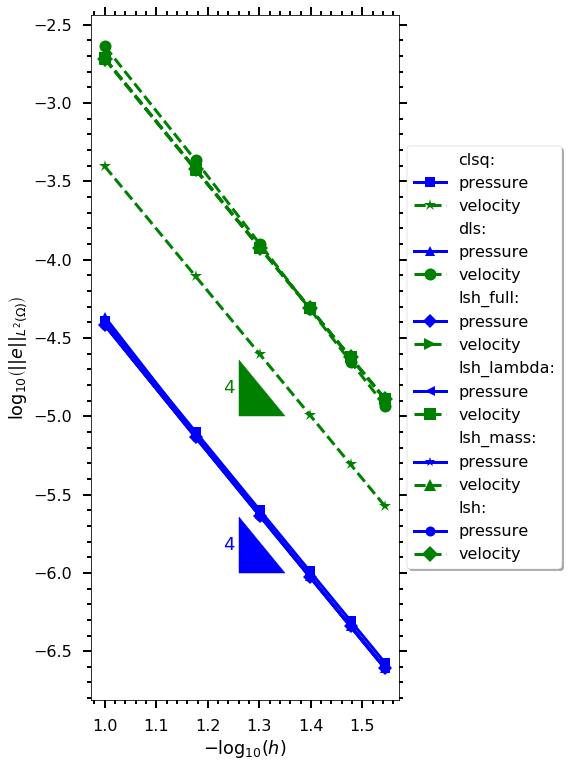 −2.5
−3.0
−3.5
−4.0
−4.5
−5.0
−5.5
−6.0
−6.5
log₁₀(||e||_L²(Ω))
4
4
1.0 1.1 1.2 1.3 1.4 1.5
−log₁₀(h)
clsq:
pressure
velocity
dls:
pressure
velocity
lsh_full:
pressure
velocity
lsh_lambda:
pressure
velocity
lsh_mass:
pressure
velocity
lsh:
pressure
velocity